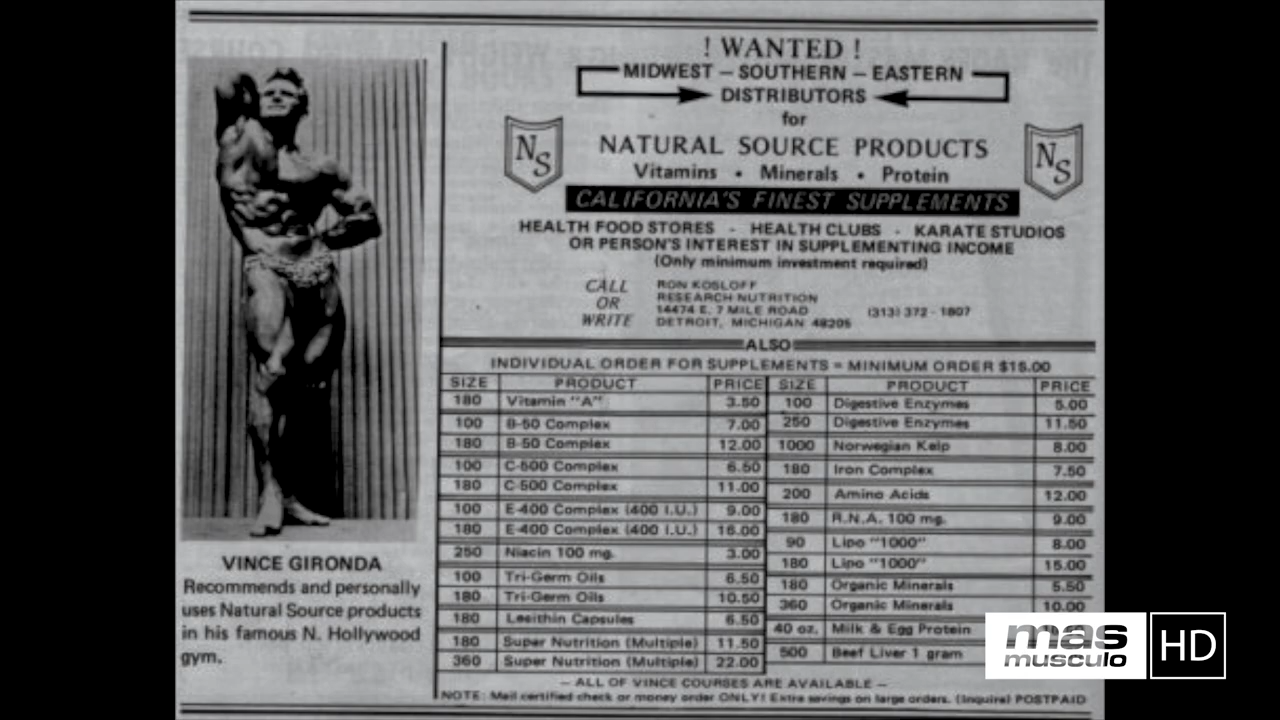 ! WANTED !
MIDWEST – SOUTHERN – EASTERN
DISTRIBUTORS
for
NATURAL SOURCE PRODUCTS
Vitamins • Minerals • Protein
CALIFORNIA'S FINEST SUPPLEMENTS
NS
NS
HEALTH FOOD STORES - HEALTH CLUBS - KARATE STUDIOS
OR PERSON'S INTEREST IN SUPPLEMENTING INCOME
(Only minimum investment required)
CALL
OR
WRITE
RON KOSLOFF
RESEARCH NUTRITION
14474 E. 7 MILE ROAD
DETROIT, MICHIGAN 48205
(313) 372 - 1807
VINCE GIRONDA
Recommends and personally
uses Natural Source products
in his famous N. Hollywood
gym.
ALSO
INDIVIDUAL ORDER FOR SUPPLEMENTS = MINIMUM ORDER $15.00
SIZE PRODUCT PRICE
180 Vitamin "A" 3.50
100 B-50 Complex 7.00
180 B-50 Complex 12.00
100 C-500 Complex 6.50
180 C-500 Complex 11.00
100 E-400 Complex (400 I.U.) 9.00
180 E-400 Complex (400 I.U.) 16.00
250 Niacin 100 mg. 3.00
100 Tri-Germ Oils 6.50
180 Tri-Germ Oils 10.50
180 Lesithin Capsules 6.50
180 Super Nutrition (Multiple) 11.50
360 Super Nutrition (Multiple) 22.00
SIZE PRODUCT PRICE
100 Digestive Enzymes 5.00
250 Digestive Enzymes 11.50
1000 Norwegian Kelp 8.00
180 Iron Complex 7.50
200 Amino Acids 12.00
180 R.N.A. 100 mg. 9.00
90 Lipo "1000" 8.00
180 Lipo "1000" 15.00
180 Organic Minerals 5.50
360 Organic Minerals 10.00
40 oz. Milk & Egg Protein
500 Beef Liver 1 gram
– ALL OF VINCE COURSES ARE AVAILABLE –
NOTE: Mail certified check or money order ONLY! Extra savings on large orders. (Inquire) POSTPAID
mas
musculo
HD